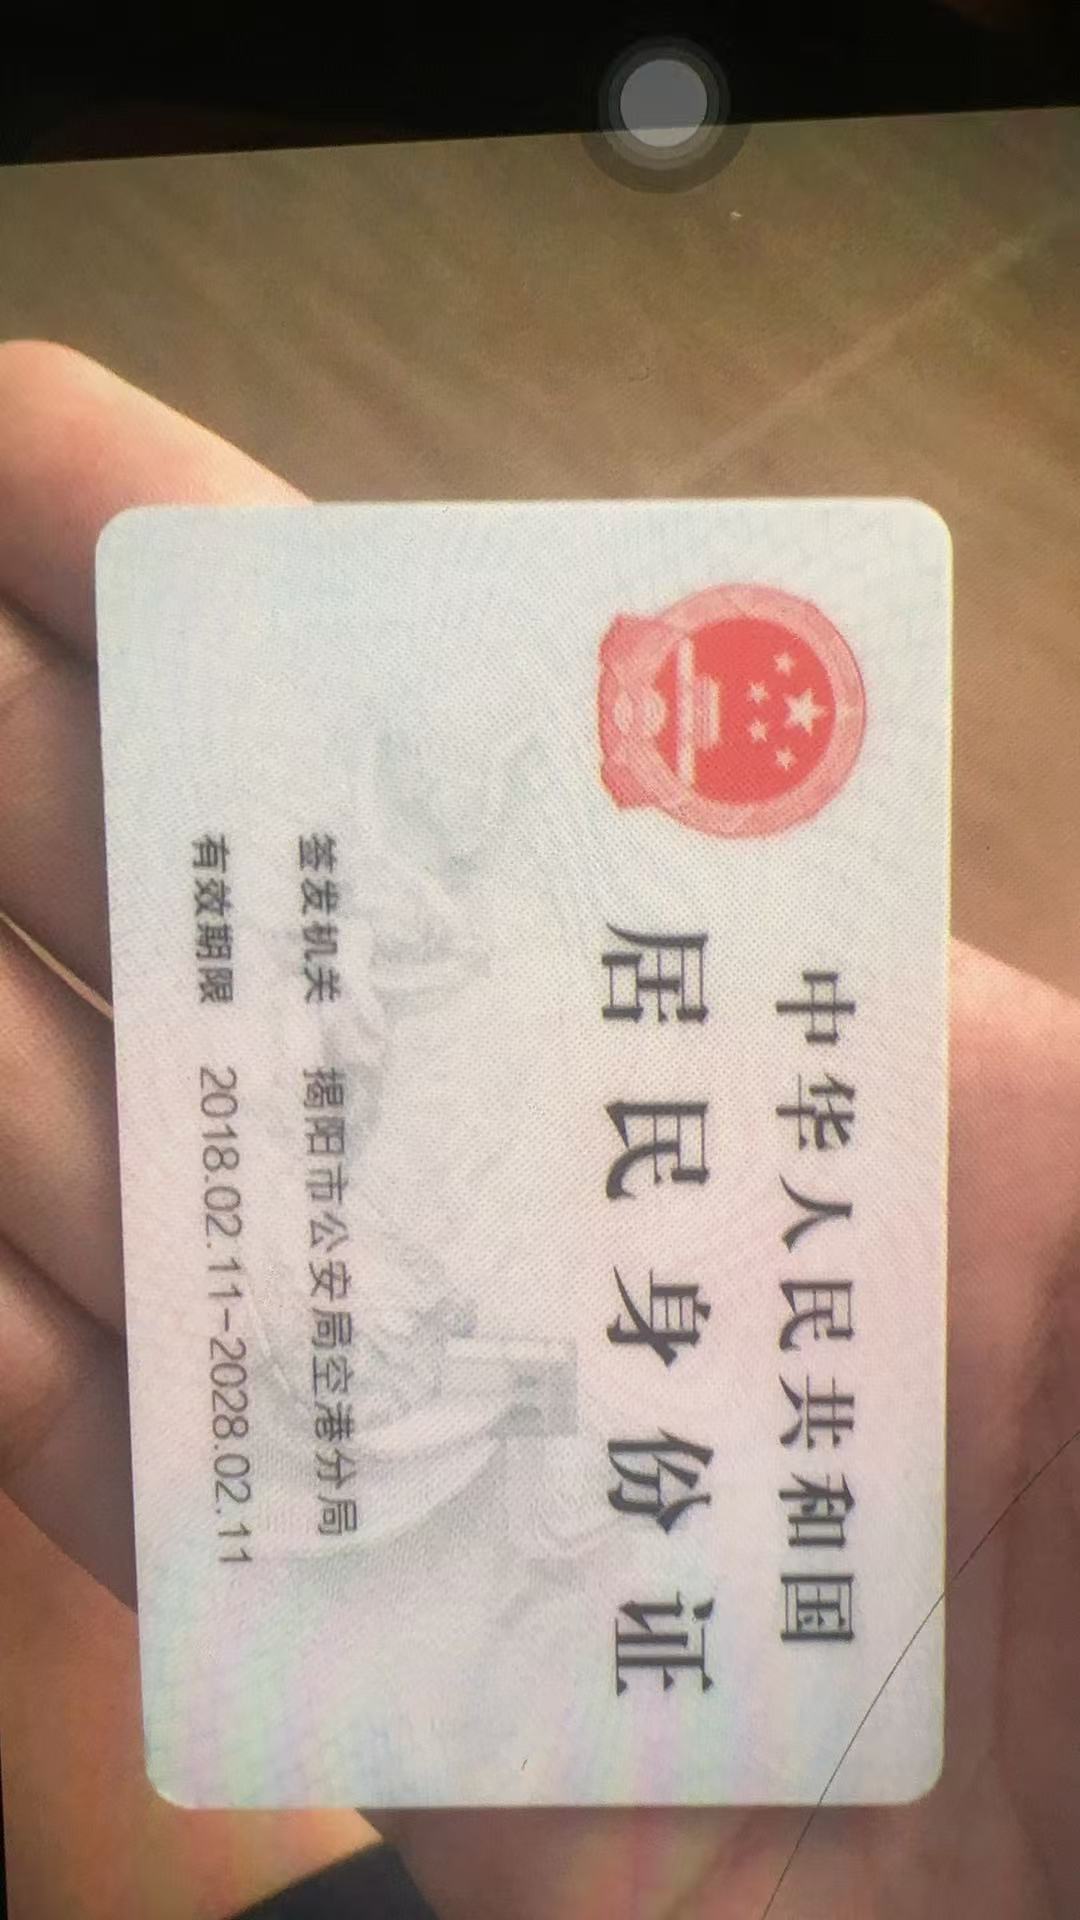 中华人民共和国
居民身份证
签发机关 揭阳市公安局空港分局
有效期限 2018.02.11-2028.02.11